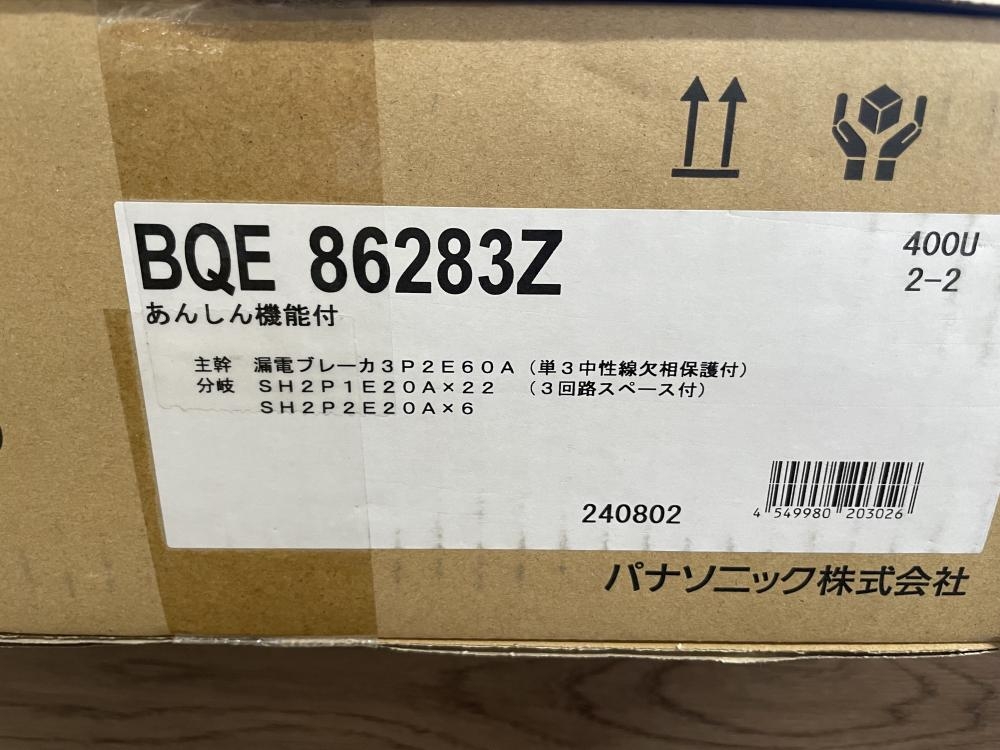 BQE 86283Z
400U
2-2
あんしん機能付
主幹 漏電ブレーカ3P2E60A(単3中性線欠相保護付)
分岐 SH2P1E20A×22 (3回路スペース付)
SH2P2E20A×6
240802
4 549980 203026
パナソニック株式会社